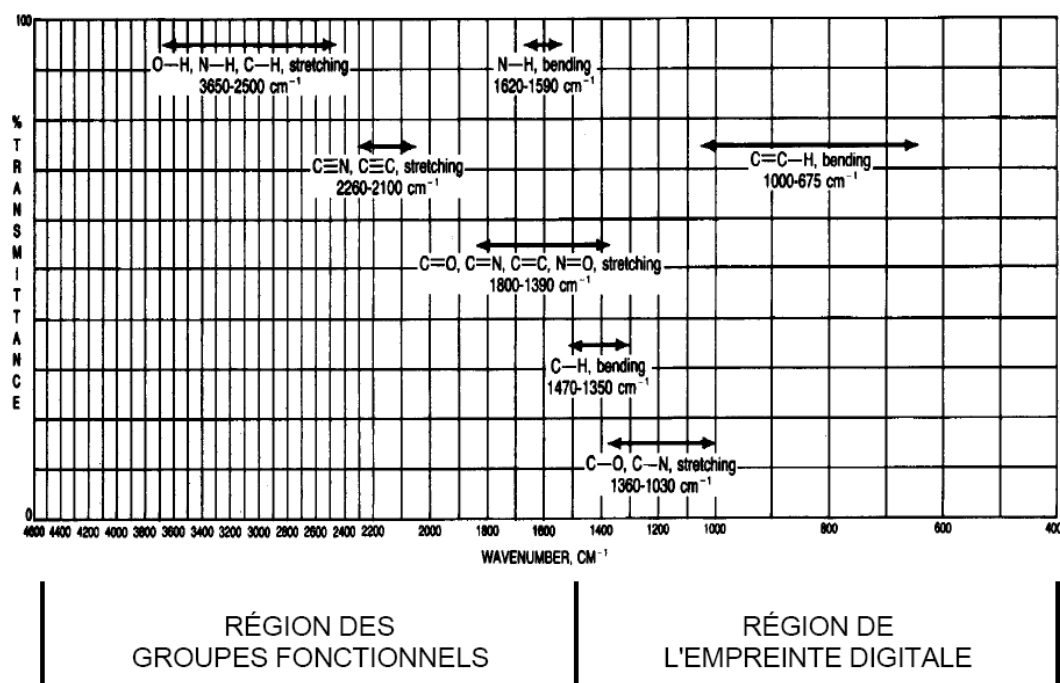 100
O—H, N—H, C—H, stretching
3650-2500 cm⁻¹
N—H, bending
1620-1590 cm⁻¹
C≡N, C≡C, stretching
2260-2100 cm⁻¹
C=C—H, bending
1000-675 cm⁻¹
% TRANSMITTANCE
C=O, C=N, C=C, N=O, stretching
1800-1390 cm⁻¹
C—H, bending
1470-1350 cm⁻¹
C—O, C—N, stretching
1360-1030 cm⁻¹
0
4600 4400 4200 4000 3800 3600 3400 3200 3000 2800 2600 2400 2200 2000 1800 1600 1400 1200 1000 800 600 400
WAVENUMBER, CM⁻¹
RÉGION DES
GROUPES FONCTIONNELS
RÉGION DE
L'EMPREINTE DIGITALE